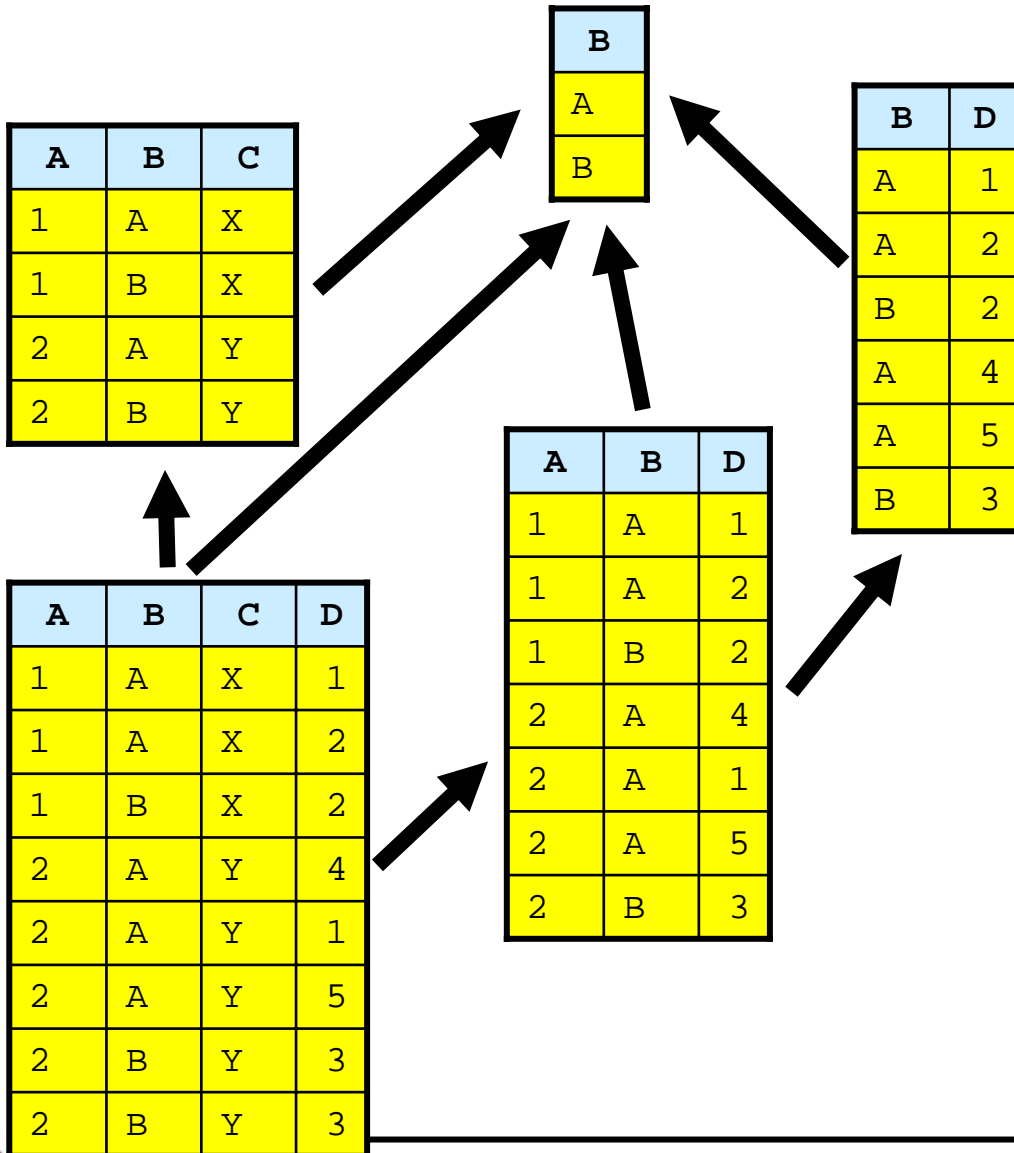 B
A
B
A B C
1 A X
1 B X
2 A Y
2 B Y
B D
A 1
A 2
B 2
A 4
A 5
B 3
A B D
1 A 1
1 A 2
1 B 2
2 A 4
2 A 1
2 A 5
2 B 3
A B C D
1 A X 1
1 A X 2
1 B X 2
2 A Y 4
2 A Y 1
2 A Y 5
2 B Y 3
2 B Y 3